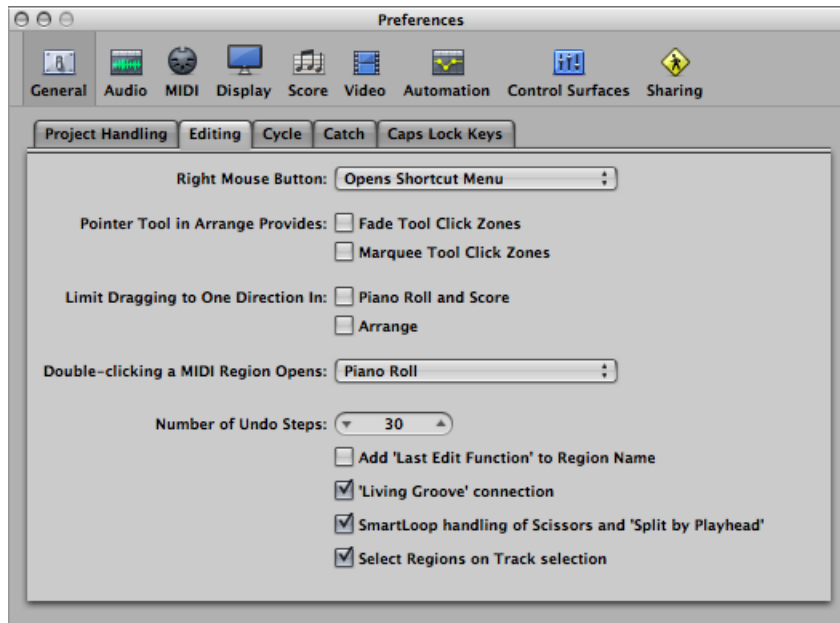 Preferences
General Audio MIDI Display Score Video Automation Control Surfaces Sharing
Project Handling Editing Cycle Catch Caps Lock Keys
Right Mouse Button: Opens Shortcut Menu
Pointer Tool in Arrange Provides: Fade Tool Click Zones
Marquee Tool Click Zones
Limit Dragging to One Direction In: Piano Roll and Score
Arrange
Double-clicking a MIDI Region Opens: Piano Roll
Number of Undo Steps: 30
Add 'Last Edit Function' to Region Name
'Living Groove' connection
SmartLoop handling of Scissors and 'Split by Playhead'
Select Regions on Track selection